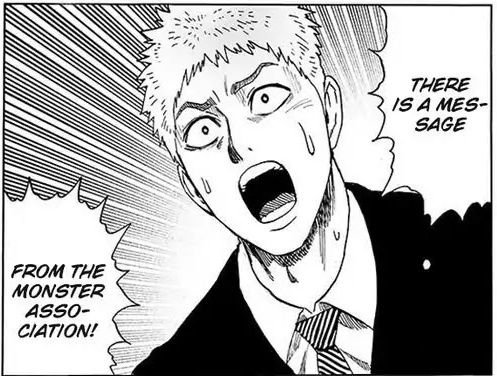 THERE
IS A MES-
SAGE
FROM THE
MONSTER
ASSO-
CIATION!